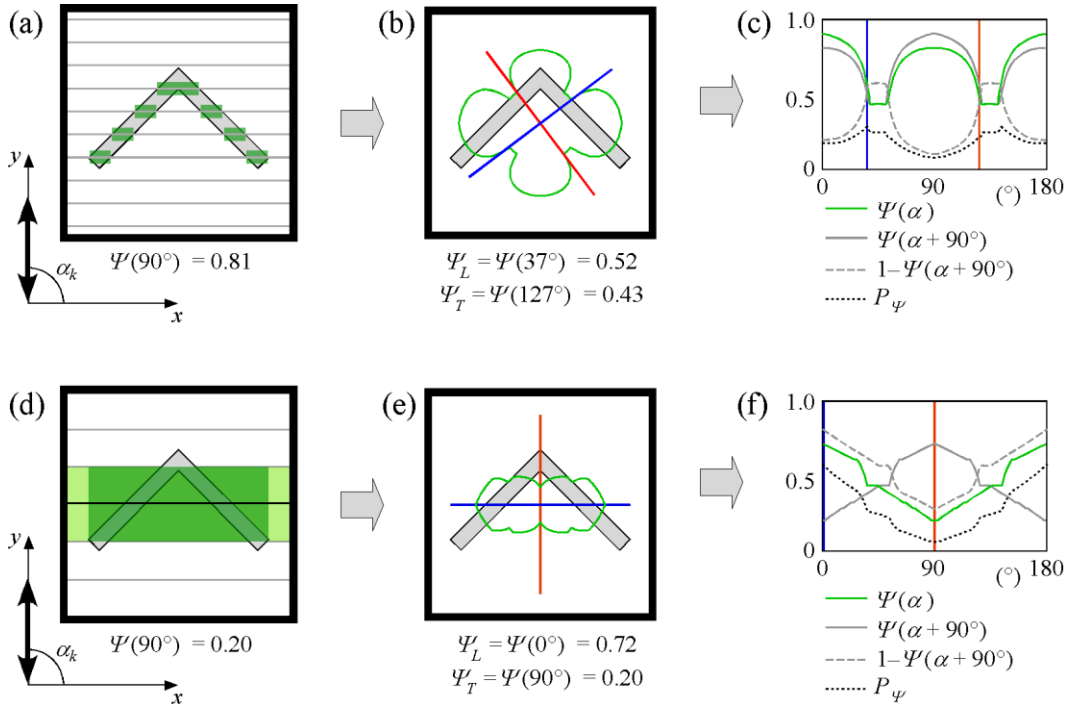 (a)
y
αk
x
Ψ(90°) = 0.81
(b)
ΨL = Ψ(37°) = 0.52
ΨT = Ψ(127°) = 0.43
(c)
1.0
0.5
0
0
90
(°)
180
Ψ(α)
Ψ(α + 90°)
1–Ψ(α + 90°)
PΨ
(d)
y
αk
x
Ψ(90°) = 0.20
(e)
ΨL = Ψ(0°) = 0.72
ΨT = Ψ(90°) = 0.20
(f)
1.0
0.5
0
0
90
(°)
180
Ψ(α)
Ψ(α + 90°)
1–Ψ(α + 90°)
PΨ